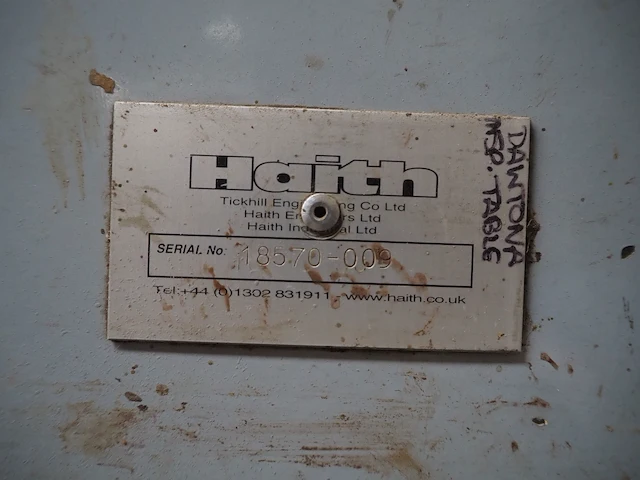 Haith
Tickhill Engineering Co Ltd
Haith Engineers Ltd
Haith Industrial Ltd
SERIAL No: 18570-009
Tel:+44 (0)1302 831911 - www.haith.co.uk
DAWTONA
INSP. TABLE